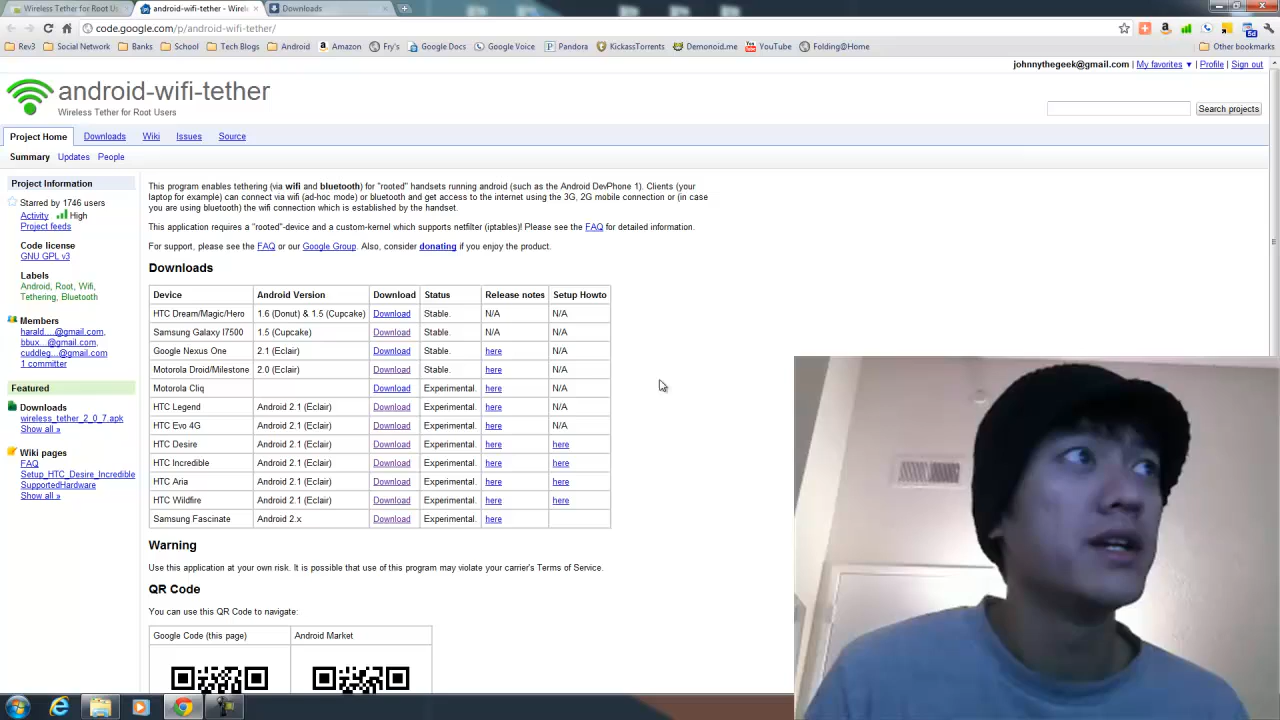 Wireless Tether for Root Us
android-wifi-tether - Wirele
Downloads
code.google.com/p/android-wifi-tether/
Rev3 Social Network Banks School Tech Blogs Android Amazon Fry's Google Docs Google Voice Pandora KickassTorrents Demonoid.me YouTube Folding@Home Other bookmarks
johnnythegeek@gmail.com | My favorites ▼ | Profile | Sign out
android-wifi-tether
Wireless Tether for Root Users
Search projects
Project Home Downloads Wiki Issues Source
Summary Updates People
Project Information
Starred by 1746 users
Activity High
Project feeds
Code license
GNU GPL v3
Labels
Android, Root, Wifi,
Tethering, Bluetooth
Members
harald....@gmail.com,
bbux...@gmail.com,
cuddleg...@gmail.com
1 committer
Featured
Downloads
wireless_tether_2_0_7.apk
Show all »
Wiki pages
FAQ
Setup_HTC_Desire_Incredible
SupportedHardware
Show all »
This program enables tethering (via wifi and bluetooth) for "rooted" handsets running android (such as the Android DevPhone 1). Clients (your
laptop for example) can connect via wifi (ad-hoc mode) or bluetooth and get access to the internet using the 3G, 2G mobile connection or (in case
you are using bluetooth) the wifi connection which is established by the handset.
This application requires a "rooted"-device and a custom-kernel which supports netfilter (iptables)! Please see the FAQ for detailed information.
For support, please see the FAQ or our Google Group. Also, consider donating if you enjoy the product.
Downloads
Device Android Version Download Status Release notes Setup Howto
HTC Dream/Magic/Hero 1.6 (Donut) & 1.5 (Cupcake) Download Stable. N/A N/A
Samsung Galaxy I7500 1.5 (Cupcake) Download Stable. N/A N/A
Google Nexus One 2.1 (Eclair) Download Stable. here N/A
Motorola Droid/Milestone 2.0 (Eclair) Download Stable. here N/A
Motorola Cliq Download Experimental. here N/A
HTC Legend Android 2.1 (Eclair) Download Experimental. here N/A
HTC Evo 4G Android 2.1 (Eclair) Download Experimental. here N/A
HTC Desire Android 2.1 (Eclair) Download Experimental. here here
HTC Incredible Android 2.1 (Eclair) Download Experimental. here here
HTC Aria Android 2.1 (Eclair) Download Experimental. here here
HTC Wildfire Android 2.1 (Eclair) Download Experimental. here here
Samsung Fascinate Android 2.x Download Experimental. here
Warning
Use this application at your own risk. It is possible that use of this program may violate your carrier's Terms of Service.
QR Code
You can use this QR Code to navigate:
Google Code (this page) Android Market